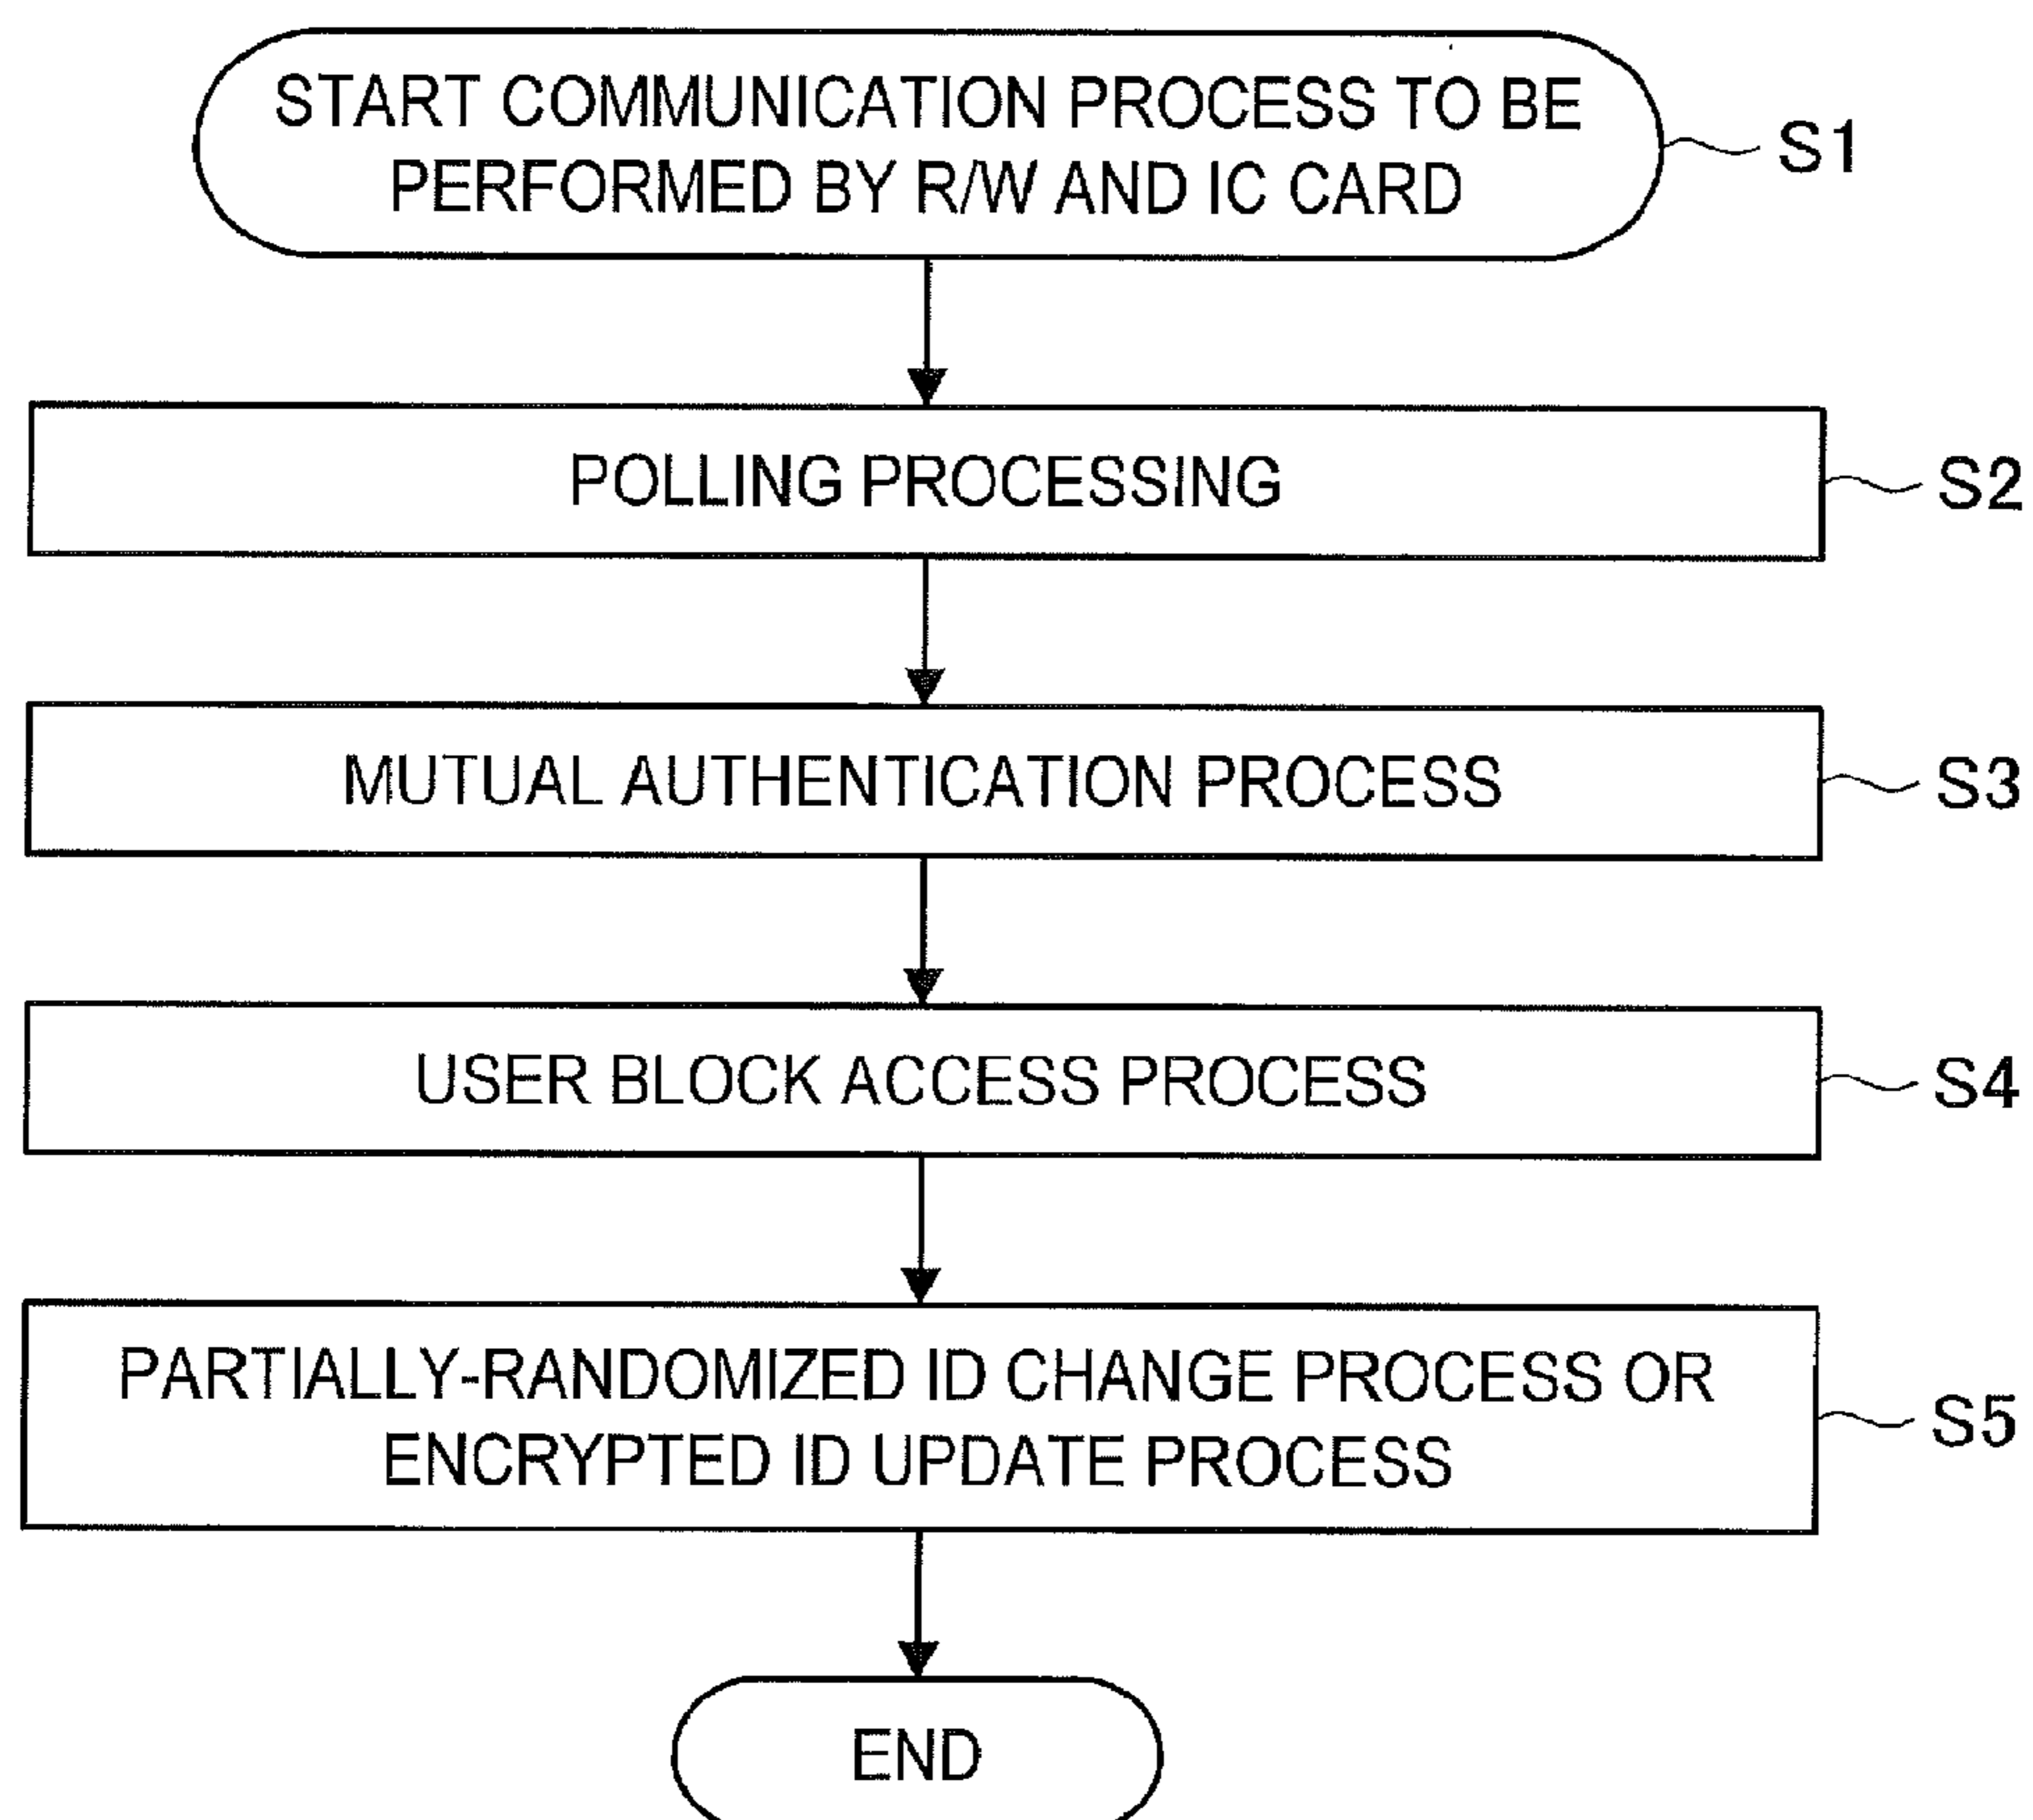 START COMMUNICATION PROCESS TO BE
PERFORMED BY R/W AND IC CARD
S1
POLLING PROCESSING
S2
MUTUAL AUTHENTICATION PROCESS
S3
USER BLOCK ACCESS PROCESS
S4
PARTIALLY-RANDOMIZED ID CHANGE PROCESS OR
ENCRYPTED ID UPDATE PROCESS
S5
END